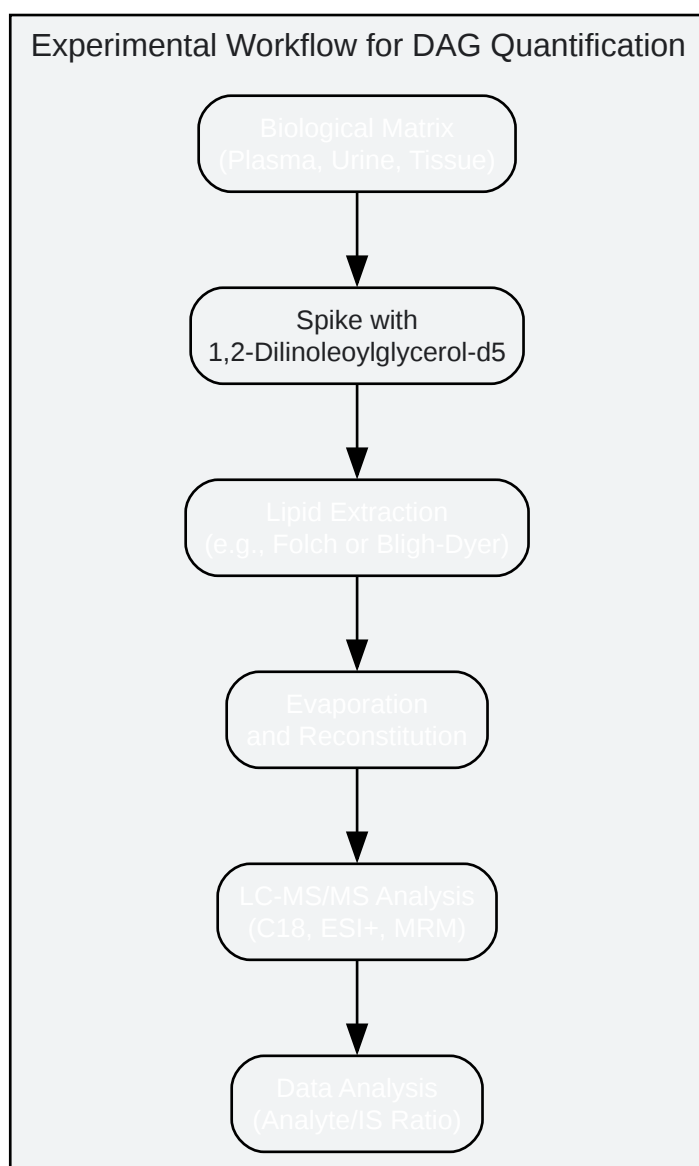 Experimental Workflow for DAG Quantification
Biological Matrix
(Plasma, Urine, Tissue)
Spike with
1,2-Dilinoleoylglycerol-d5
Lipid Extraction
(e.g., Folch or Bligh-Dyer)
Evaporation
and Reconstitution
LC-MS/MS Analysis
(C18, ESI+, MRM)
Data Analysis
(Analyte/IS Ratio)